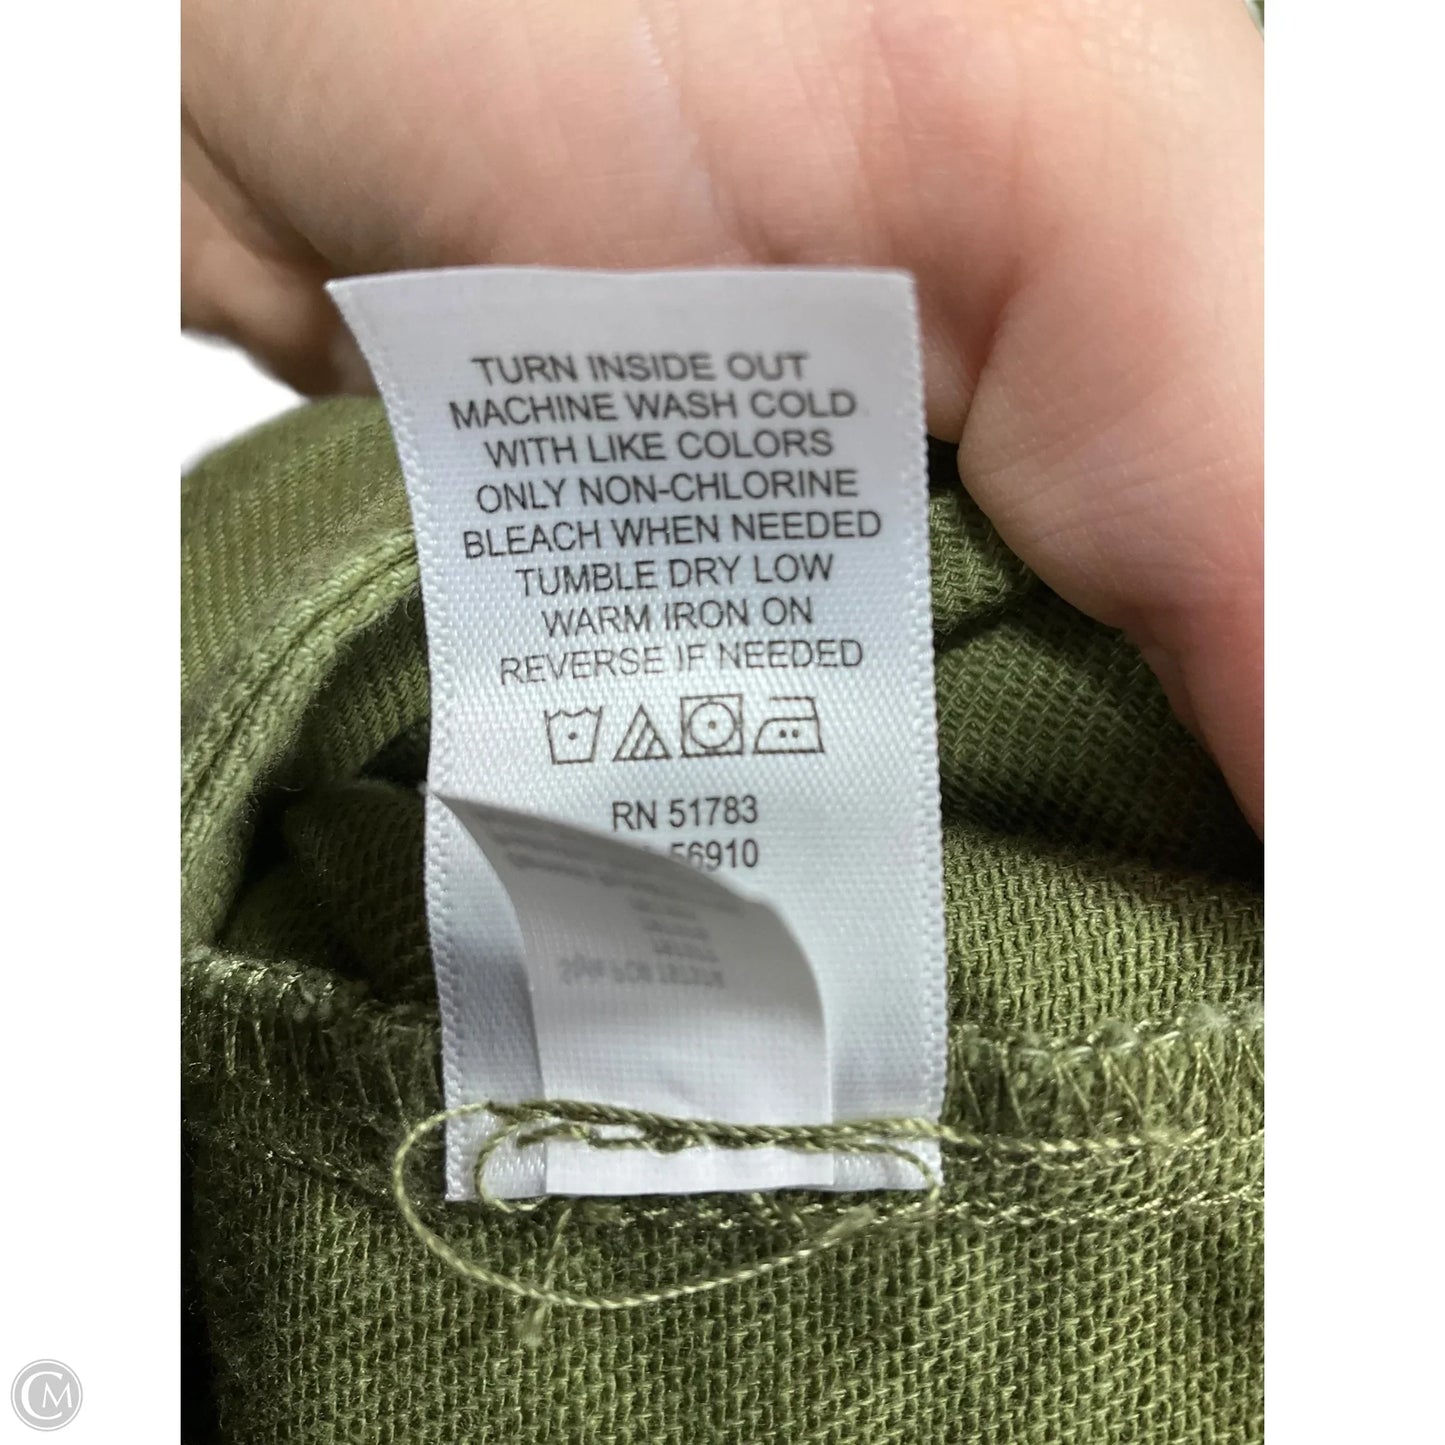 TURN INSIDE OUT
MACHINE WASH COLD
WITH LIKE COLORS
ONLY NON-CHLORINE
BLEACH WHEN NEEDED
TUMBLE DRY LOW
WARM IRON ON
REVERSE IF NEEDED
RN 51783
56910
CM